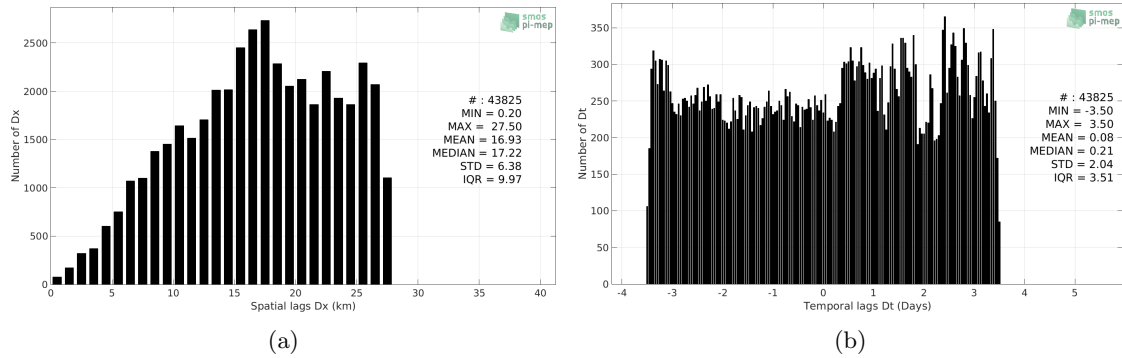 smos
pi-mep
2500
2000
1500
1000
500
0
Number of Dx
# : 43825
MIN = 0.20
MAX = 27.50
MEAN = 16.93
MEDIAN = 17.22
STD = 6.38
IQR = 9.97
0 5 10 15 20 25 30 35 40
Spatial lags Dx (km)
(a)
smos
pi-mep
350
300
250
200
150
100
50
0
Number of Dt
# : 43825
MIN = -3.50
MAX = 3.50
MEAN = 0.08
MEDIAN = 0.21
STD = 2.04
IQR = 3.51
-4 -3 -2 -1 0 1 2 3 4 5
Temporal lags Dt (Days)
(b)